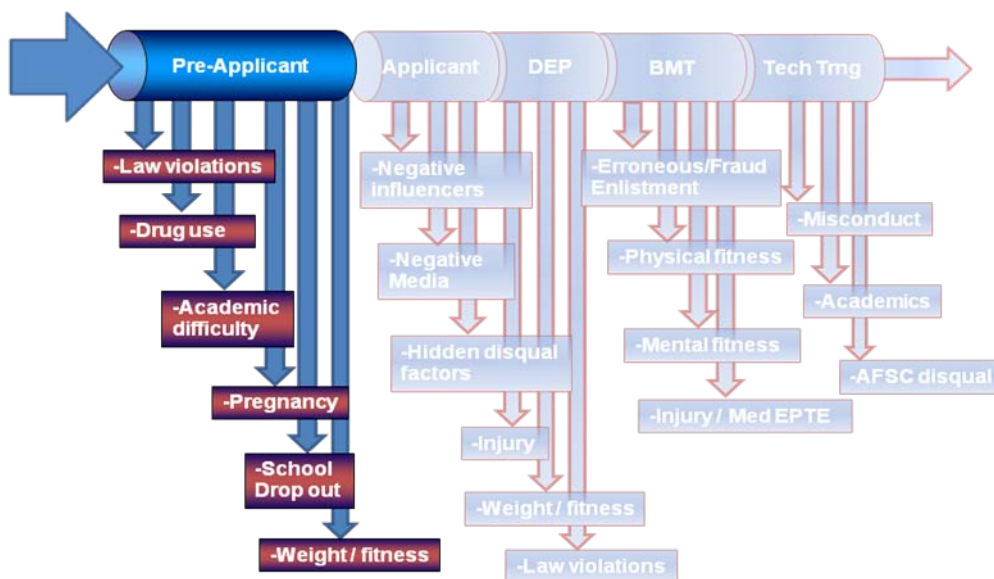 Pre-Applicant
Applicant
DEP
BMT
Tech Trng
-Law violations
-Drug use
-Academic
difficulty
-Pregnancy
-School
Drop out
-Weight / fitness
-Negative
influencers
-Negative
Media
-Hidden disqual
factors
-Injury
-Weight / fitness
-Law violations
-Erroneous/Fraud
Enlistment
-Physical fitness
-Mental fitness
-Injury / Med EPTE
-Misconduct
-Academics
-AFSC disqual